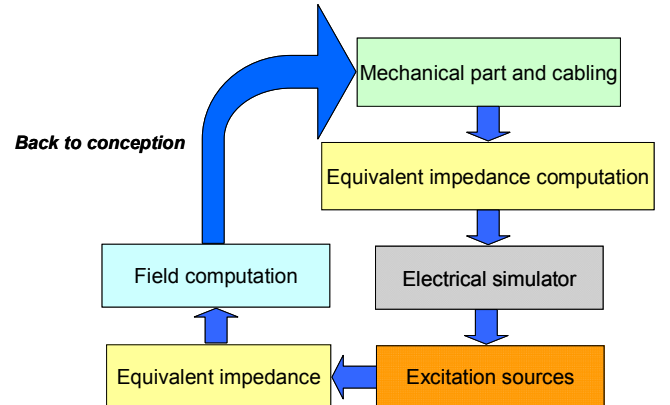 Mechanical part and cabling
Back to conception
Equivalent impedance computation
Field computation
Electrical simulator
Equivalent impedance
Excitation sources